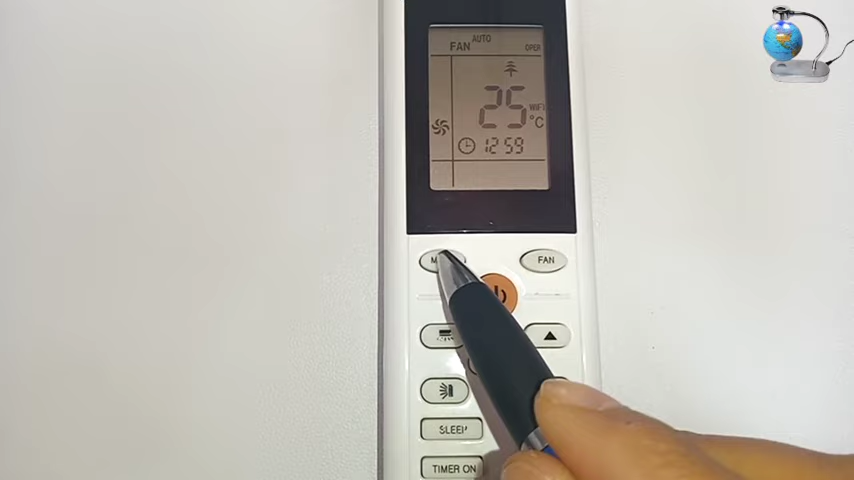 AUTO
FAN
OPER
25
WiFi
°C
12 59
FAN
SLEEP
TIMER ON